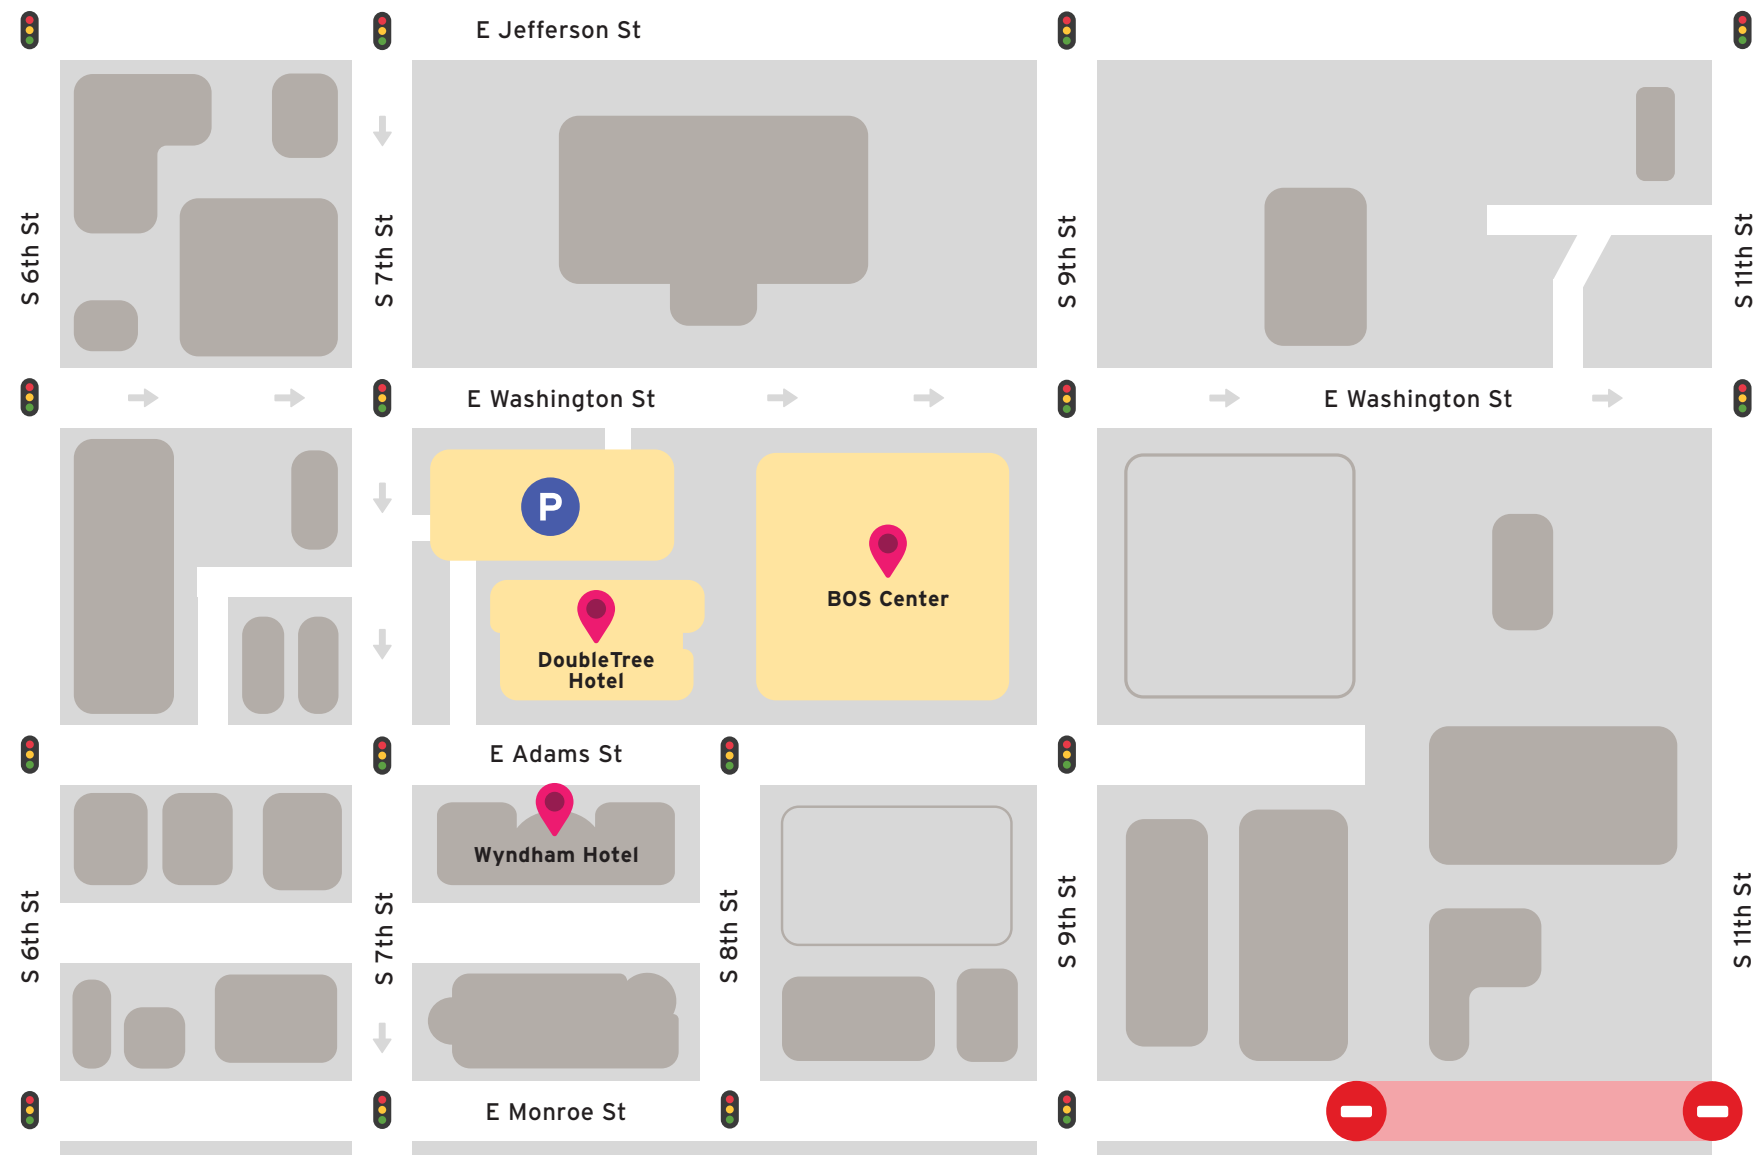 E Jefferson St
S 6th St
S 7th St
S 9th St
S 11th St
E Washington St
E Washington St
P
BOS Center
DoubleTree
Hotel
E Adams St
Wyndham Hotel
S 6th St
S 7th St
S 8th St
S 9th St
S 11th St
E Monroe St